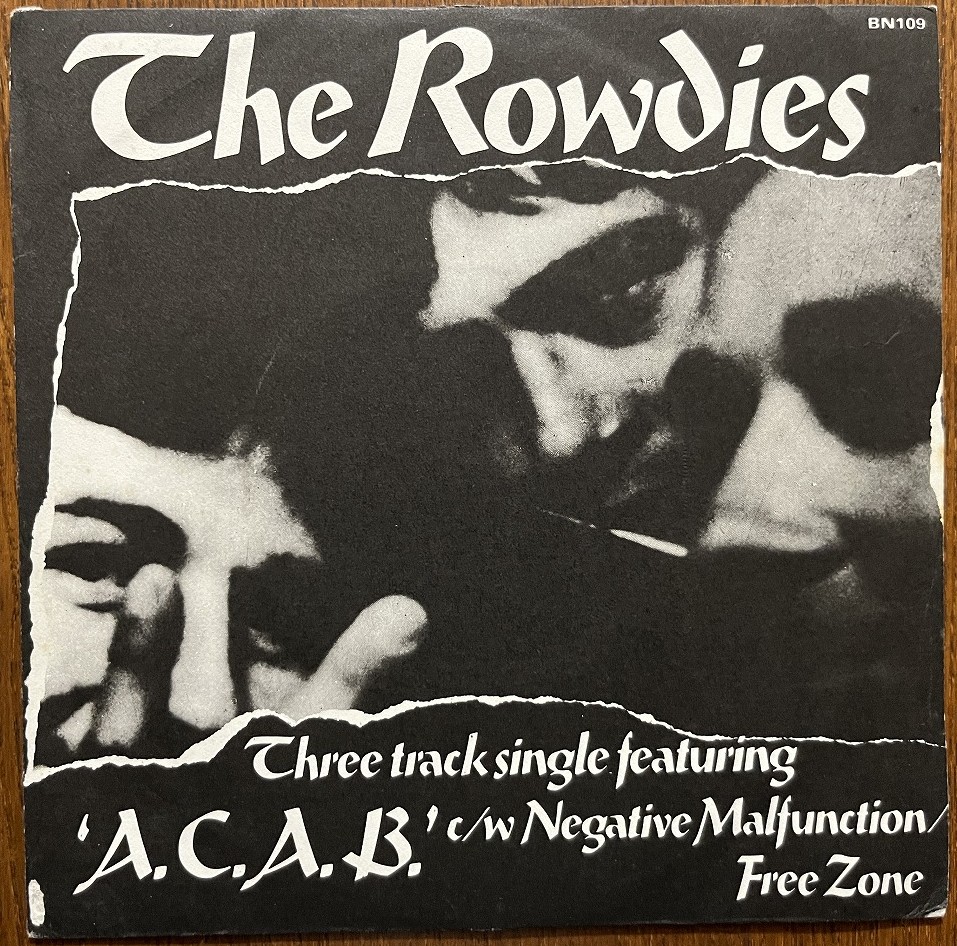 BN109
The Rowdies
Three track single featuring
'A.C.A.B.' c/w Negative Malfunction/
Free Zone